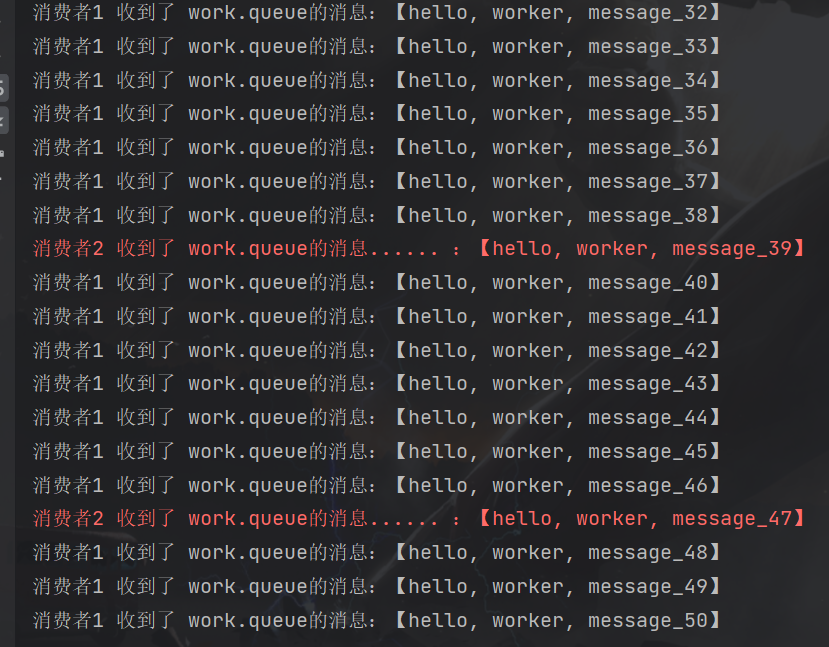 消费者1 收到了 work.queue的消息：【hello, worker, message_32】
消费者1 收到了 work.queue的消息：【hello, worker, message_33】
消费者1 收到了 work.queue的消息：【hello, worker, message_34】
消费者1 收到了 work.queue的消息：【hello, worker, message_35】
消费者1 收到了 work.queue的消息：【hello, worker, message_36】
消费者1 收到了 work.queue的消息：【hello, worker, message_37】
消费者1 收到了 work.queue的消息：【hello, worker, message_38】
消费者2 收到了 work.queue的消息...... ：【hello, worker, message_39】
消费者1 收到了 work.queue的消息：【hello, worker, message_40】
消费者1 收到了 work.queue的消息：【hello, worker, message_41】
消费者1 收到了 work.queue的消息：【hello, worker, message_42】
消费者1 收到了 work.queue的消息：【hello, worker, message_43】
消费者1 收到了 work.queue的消息：【hello, worker, message_44】
消费者1 收到了 work.queue的消息：【hello, worker, message_45】
消费者1 收到了 work.queue的消息：【hello, worker, message_46】
消费者2 收到了 work.queue的消息...... ：【hello, worker, message_47】
消费者1 收到了 work.queue的消息：【hello, worker, message_48】
消费者1 收到了 work.queue的消息：【hello, worker, message_49】
消费者1 收到了 work.queue的消息：【hello, worker, message_50】